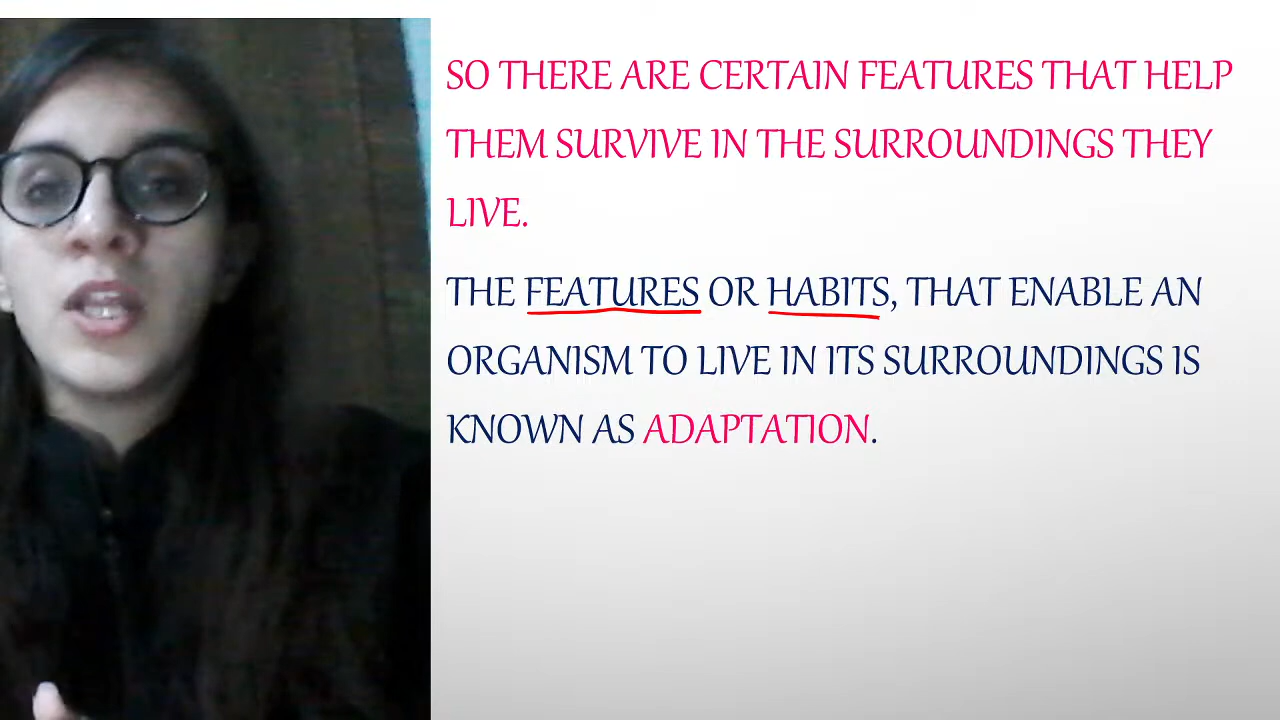 SO THERE ARE CERTAIN FEATURES THAT HELP
THEM SURVIVE IN THE SURROUNDINGS THEY
LIVE.
THE FEATURES OR HABITS, THAT ENABLE AN
ORGANISM TO LIVE IN ITS SURROUNDINGS IS
KNOWN AS ADAPTATION.